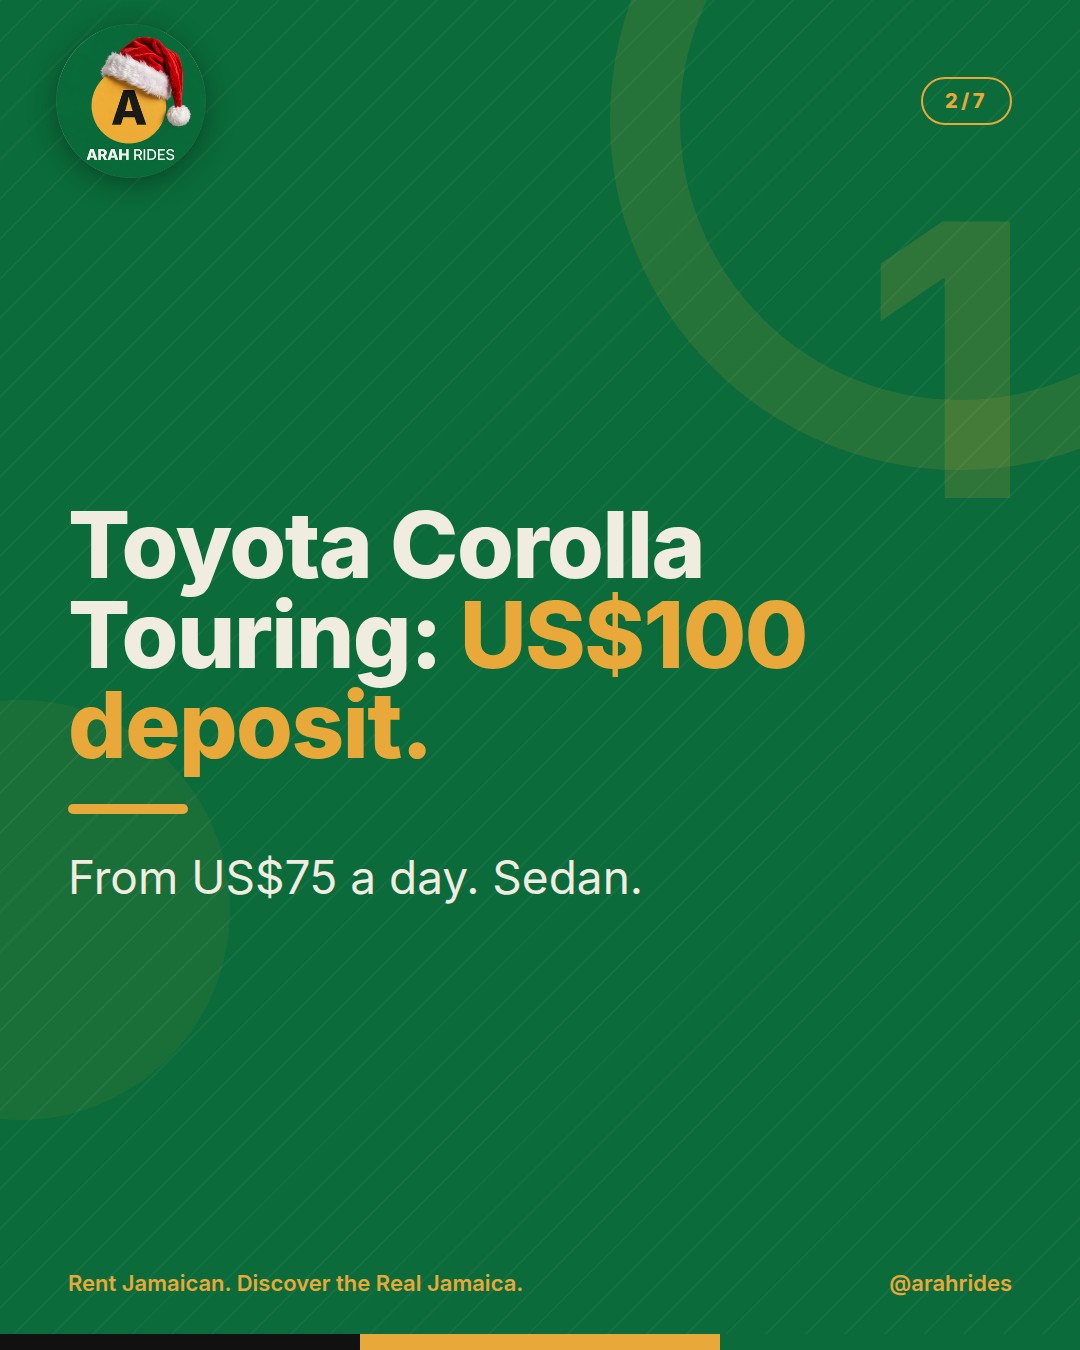 A
ARAH RIDES
2/7
1
Toyota Corolla
Touring: US$100
deposit.
From US$75 a day. Sedan.
Rent Jamaican. Discover the Real Jamaica.
@arahrides